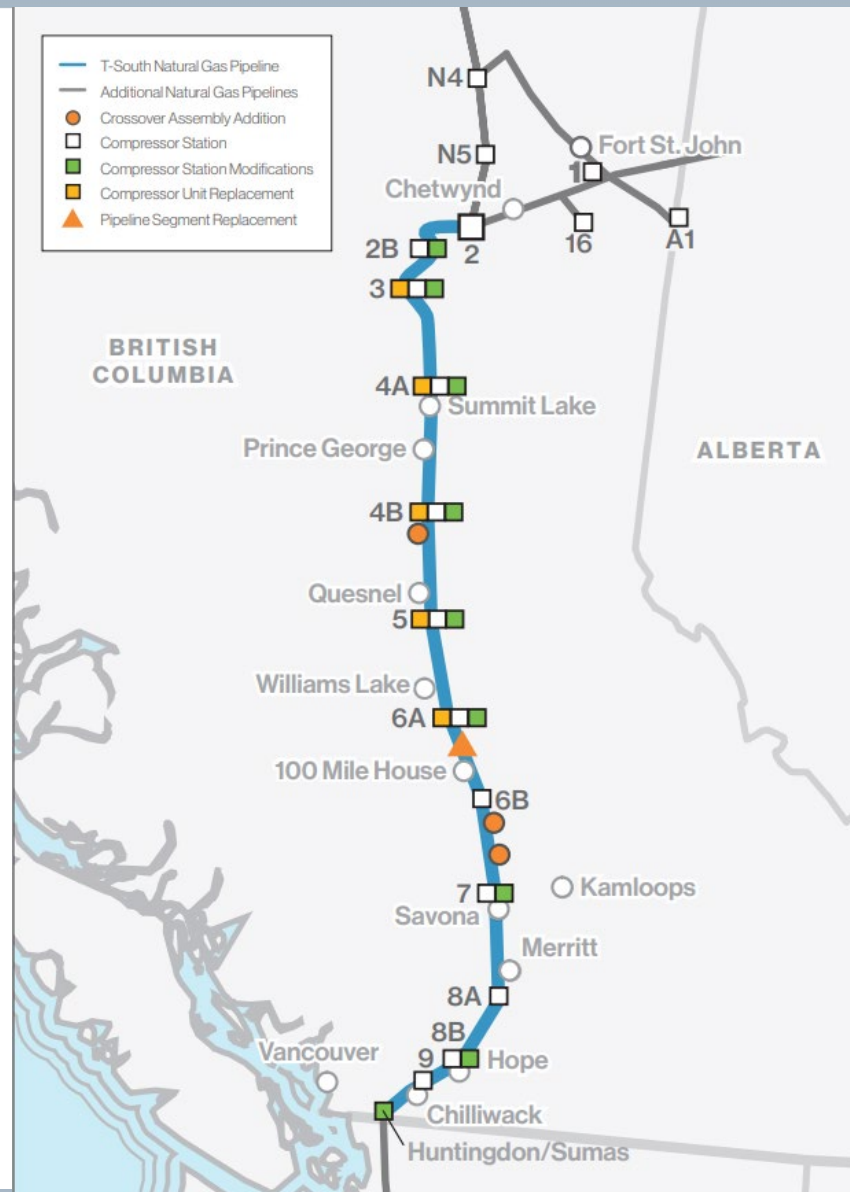 T-South Natural Gas Pipeline
Additional Natural Gas Pipelines
Crossover Assembly Addition
Compressor Station
Compressor Station Modifications
Compressor Unit Replacement
Pipeline Segment Replacement
N4
N5
Fort St. John
1
Chetwynd
2
16
A1
2B
3
BRITISH
COLUMBIA
4A
Summit Lake
Prince George
ALBERTA
4B
Quesnel
5
Williams Lake
6A
100 Mile House
6B
7
Kamloops
Savona
Merritt
8A
8B
Vancouver
9
Hope
Chilliwack
Huntingdon/Sumas